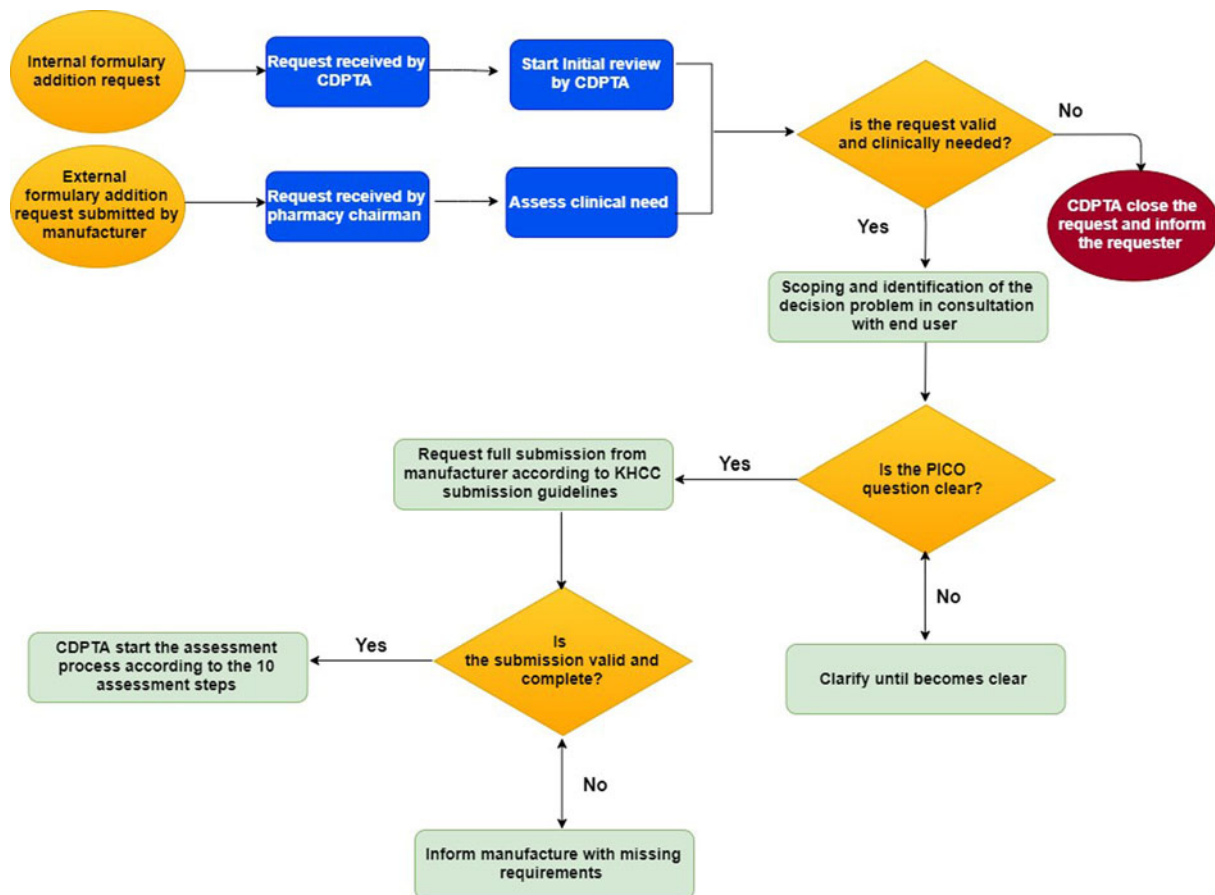 Internal formulary
addition request
Request received by
CDPTA
Start Initial review
by CDPTA
External
formulary addition
request submitted by
manufacturer
Request received by
pharmacy chairman
Assess clinical need
is the request valid
and clinically needed?
No
CDPTA close the
request and inform
the requester
Yes
Scoping and identification of the
decision problem in consultation
with end user
Is the PICO
question clear?
Yes
Request full submission from
manufacturer according to KHCC
submission guidelines
No
Clarify until becomes clear
Is
the submission valid and
complete?
Yes
CDPTA start the assessment
process according to the 10
assessment steps
No
Inform manufacture with missing
requirements